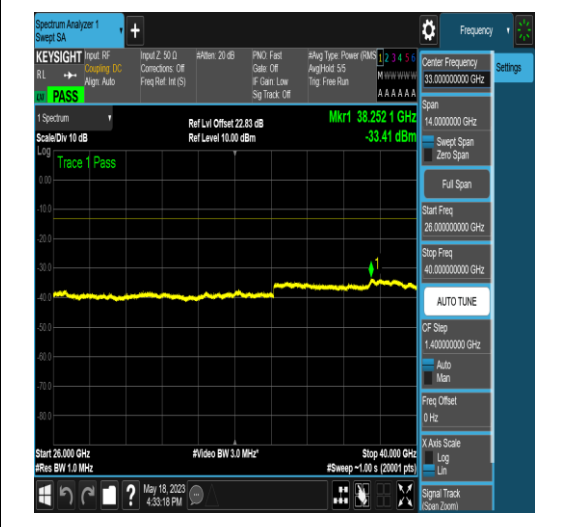 Spectrum Analyzer 1
Swept SA
+
Frequency
KEYSIGHT
Input: RF
Coupling: DC
Align: Auto
RL
PASS
Input Z: 50 Ω
Corrections: Off
Freq Ref: Int (S)
#Atten: 20 dB
PNO: Fast
Gate: Off
IF Gain: Low
Sig Track: Off
#Avg Type: Power (RMS
Avg|Hold: 5/5
Trig: Free Run
1 2 3 4 5 6
M w w w w w
A A A A A A
1 Spectrum
Scale/Div 10 dB
Ref Lvl Offset 22.83 dB
Ref Level 10.00 dBm
Mkr1 38.252 1 GHz
-33.41 dBm
Log
Trace 1 Pass
0.00
-10.0
-20.0
-30.0
-40.0
-50.0
-60.0
-70.0
-80.0
1
Start 26.000 GHz
#Res BW 1.0 MHz
#Video BW 3.0 MHz*
Stop 40.000 GHz
#Sweep ~1.00 s (20001 pts)
?
May 18, 2023
4:33:18 PM
Center Frequency
33.000000000 GHz
Span
14.0000000 GHz
Swept Span
Zero Span
Full Span
Start Freq
26.000000000 GHz
Stop Freq
40.000000000 GHz
AUTO TUNE
CF Step
1.400000000 GHz
Auto
Man
Freq Offset
0 Hz
X Axis Scale
Log
Lin
Signal Track
(Span Zoom)
Settings